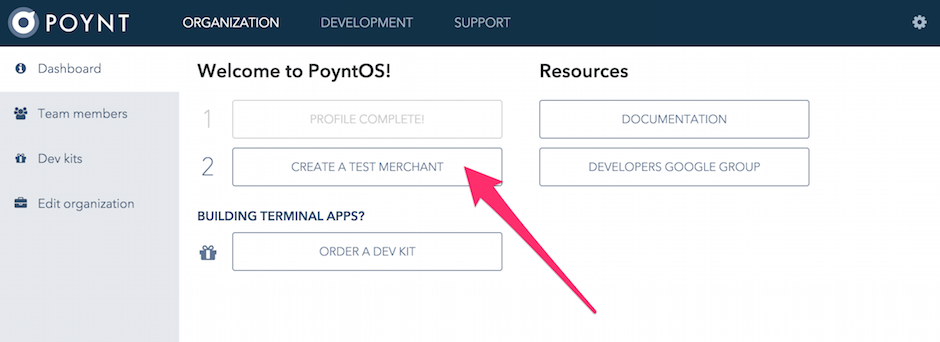 POYNT
ORGANIZATION
DEVELOPMENT
SUPPORT
Dashboard
Team members
Dev kits
Edit organization
Welcome to PoyntOS!
1
PROFILE COMPLETE!
2
CREATE A TEST MERCHANT
BUILDING TERMINAL APPS?
ORDER A DEV KIT
Resources
DOCUMENTATION
DEVELOPERS GOOGLE GROUP